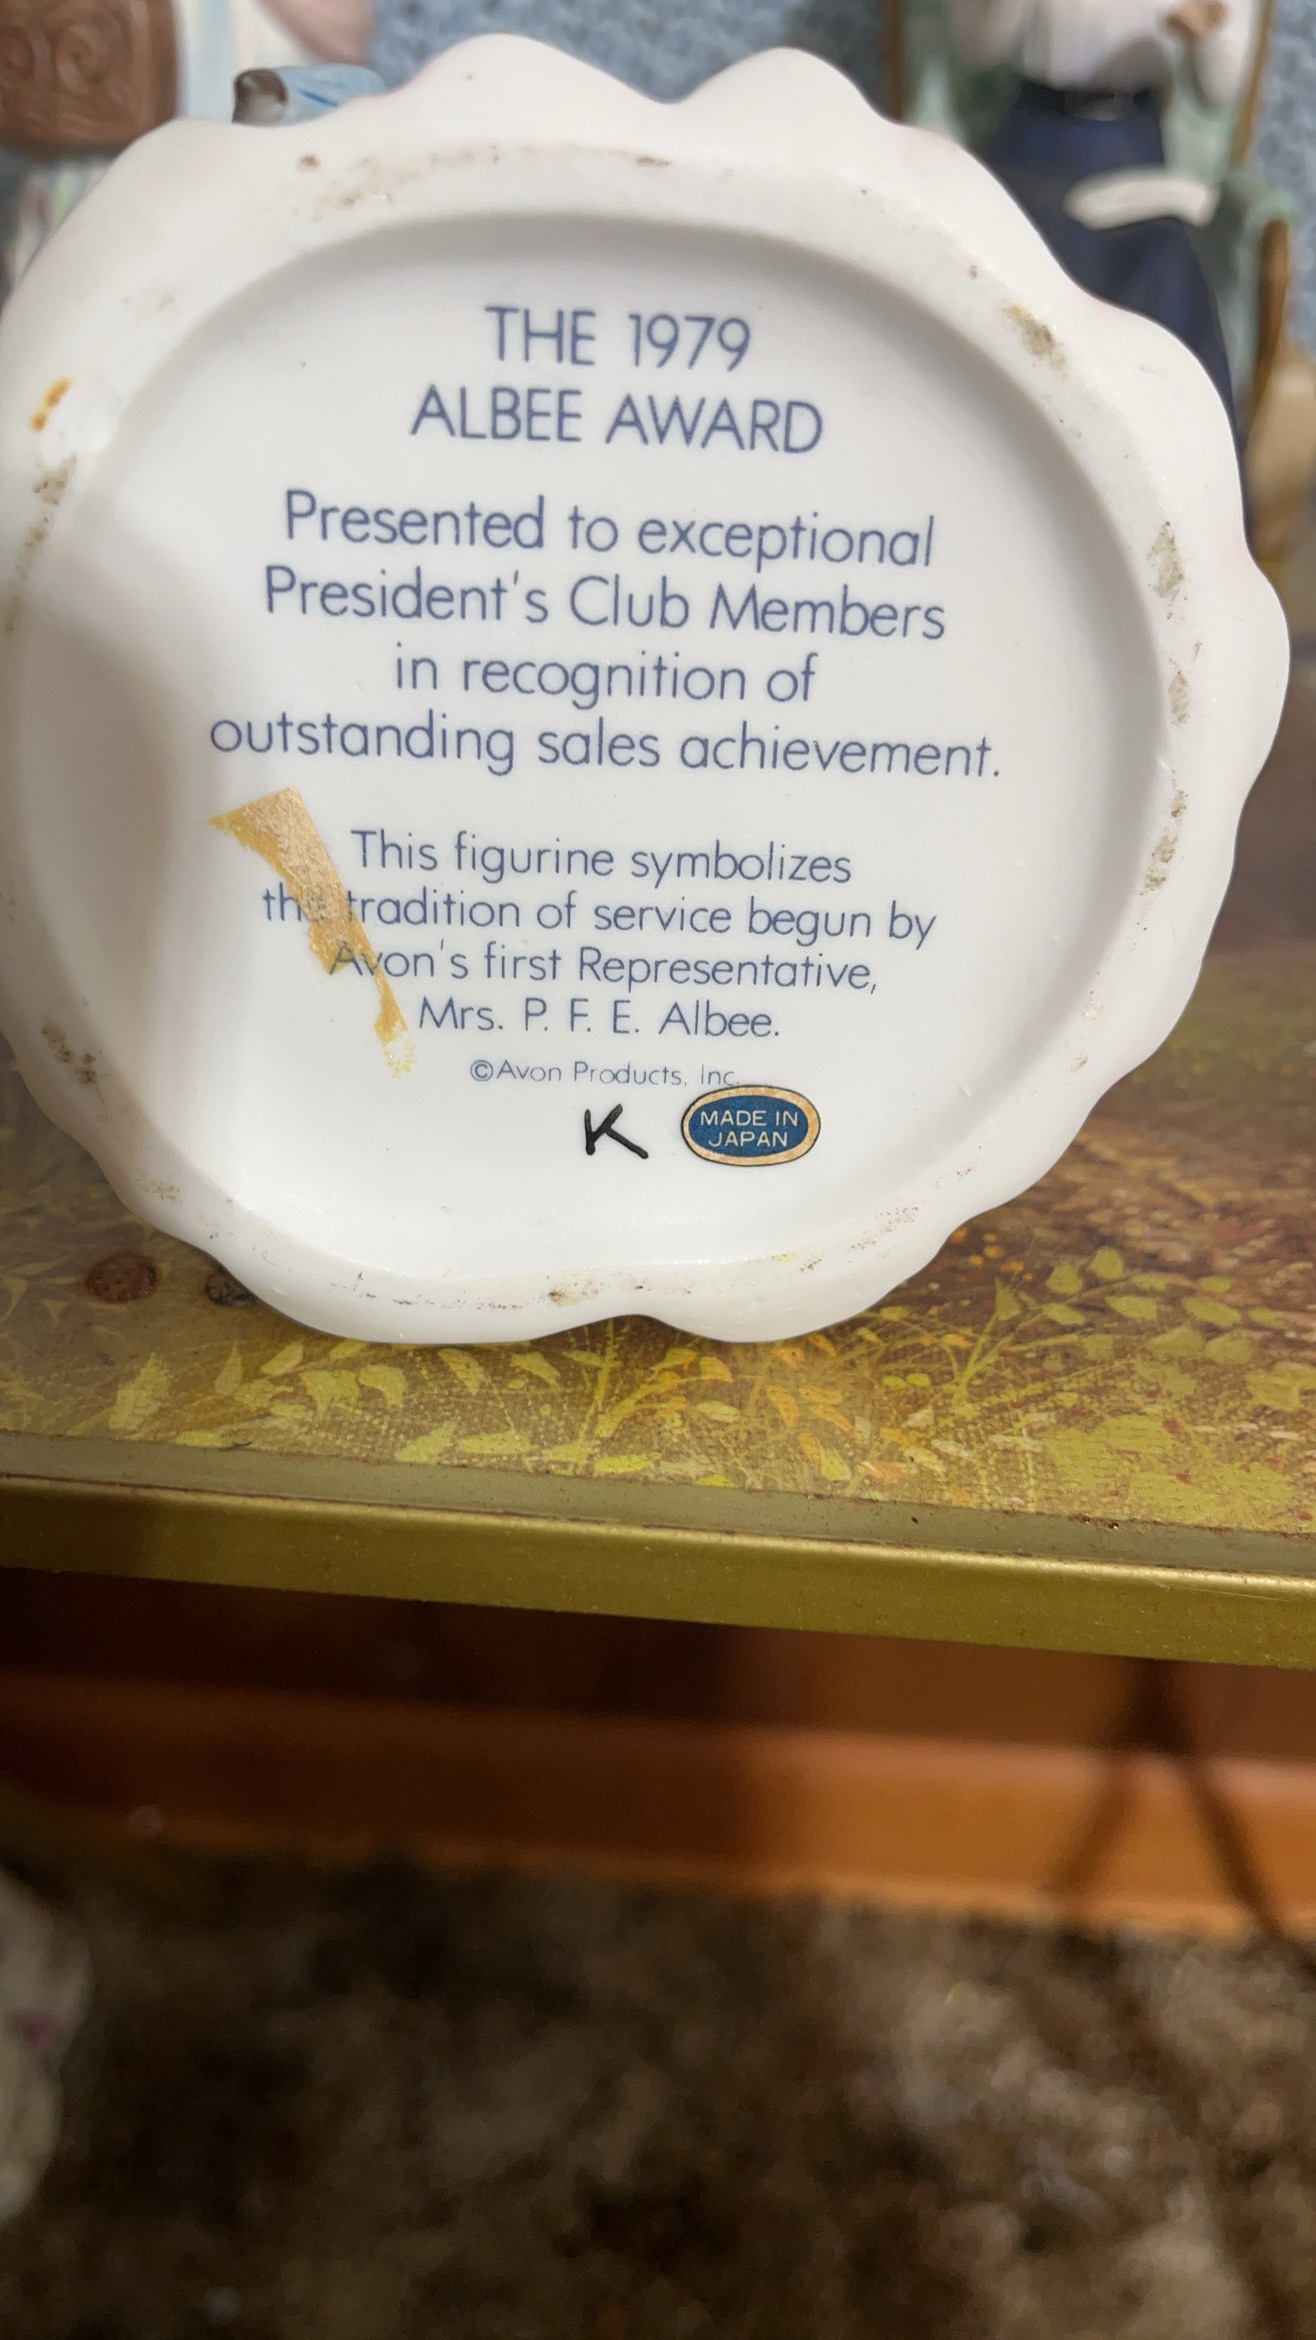 THE 1979
ALBEE AWARD
Presented to exceptional
President's Club Members
in recognition of
outstanding sales achievement.
This figurine symbolizes
the tradition of service begun by
Avon's first Representative,
Mrs. P. F. E. Albee.
©Avon Products, Inc.
K
MADE IN
JAPAN